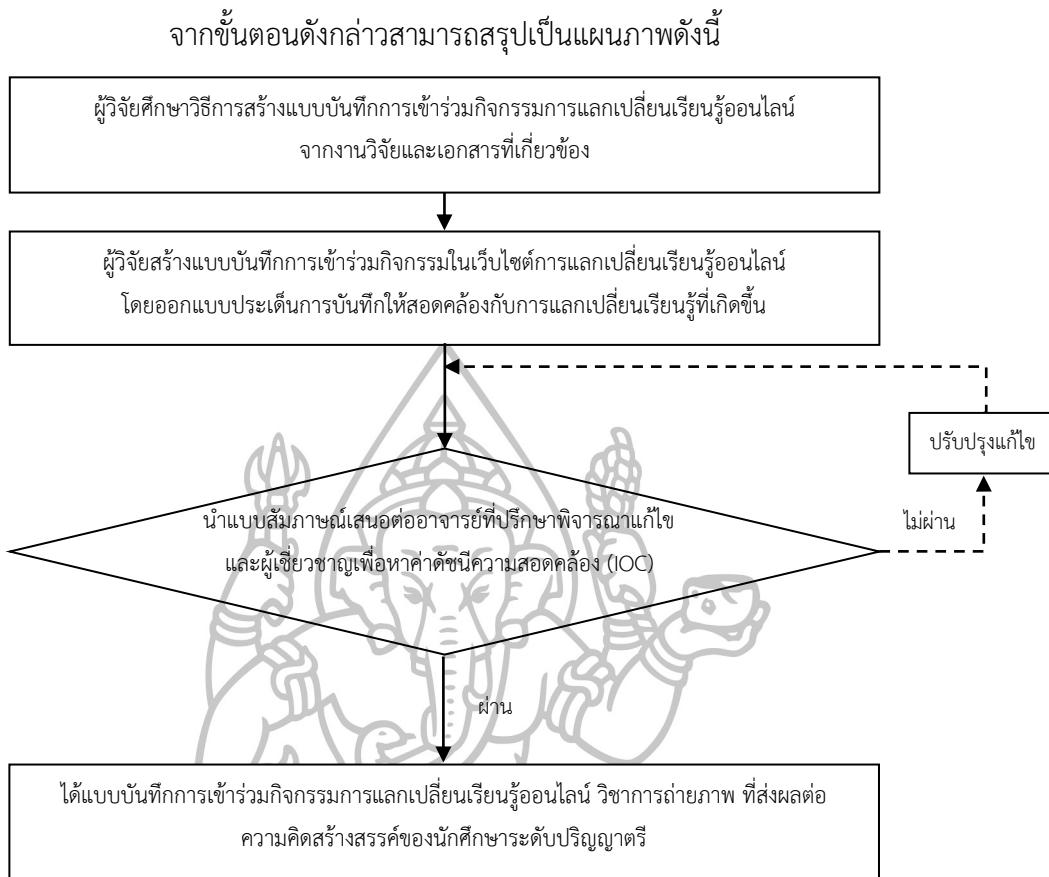 จากขั้นตอนดังกล่าวสามารถสรุปเป็นแผนภาพดังนี้
ผู้วิจัยศึกษาวิธีการสร้างแบบบันทึกการเข้าร่วมกิจกรรมการแลกเปลี่ยนเรียนรู้ออนไลน์
จากงานวิจัยและเอกสารที่เกี่ยวข้อง
ผู้วิจัยสร้างแบบบันทึกการเข้าร่วมกิจกรรมในเว็บไซต์การแลกเปลี่ยนเรียนรู้ออนไลน์
โดยออกแบบประเด็นการบันทึกให้สอดคล้องกับการแลกเปลี่ยนเรียนรู้ที่เกิดขึ้น
ปรับปรุงแก้ไข
นำแบบสัมภาษณ์เสนอต่ออาจารย์ที่ปรึกษาพิจารณาแก้ไข
และผู้เชี่ยวชาญเพื่อหาค่าดัชนีความสอดคล้อง (IOC)
ไม่ผ่าน
ผ่าน
ได้แบบบันทึกการเข้าร่วมกิจกรรมการแลกเปลี่ยนเรียนรู้ออนไลน์ วิชาการถ่ายภาพ ที่ส่งผลต่อ
ความคิดสร้างสรรค์ของนักศึกษาระดับปริญญาตรี